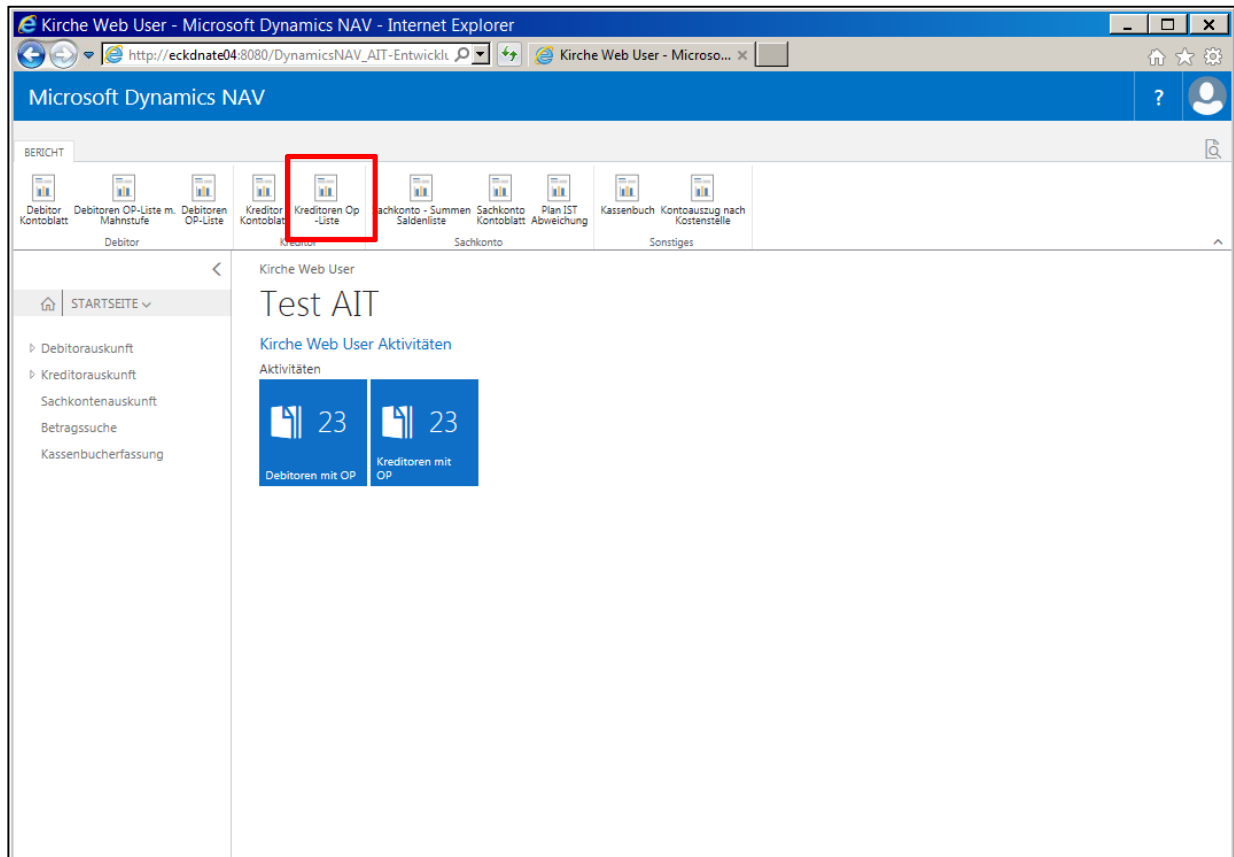 Kirche Web User - Microsoft Dynamics NAV - Internet Explorer
http://eckdnate04:8080/DynamicsNAV_AIT-Entwicklu
Kirche Web User - Microso...
Microsoft Dynamics NAV
?
BERICHT
Debitor Kontoblatt
Debitoren OP-Liste m. Mahnstufe
Debitoren OP-Liste
Kreditor Kontoblatt
Kreditoren Op -Liste
Sachkonto - Summen Saldenliste
Sachkonto Kontoblatt
Plan IST Abweichung
Kassenbuch
Kontoauszug nach Kostenstelle
Debitor
Kreditor
Sachkonto
Sonstiges
STARTSEITE
Debitorauskunft
Kreditorauskunft
Sachkontenauskunft
Betragssuche
Kassenbucherfassung
Kirche Web User
Test AIT
Kirche Web User Aktivitäten
Aktivitäten
23
Debitoren mit OP
23
Kreditoren mit
OP